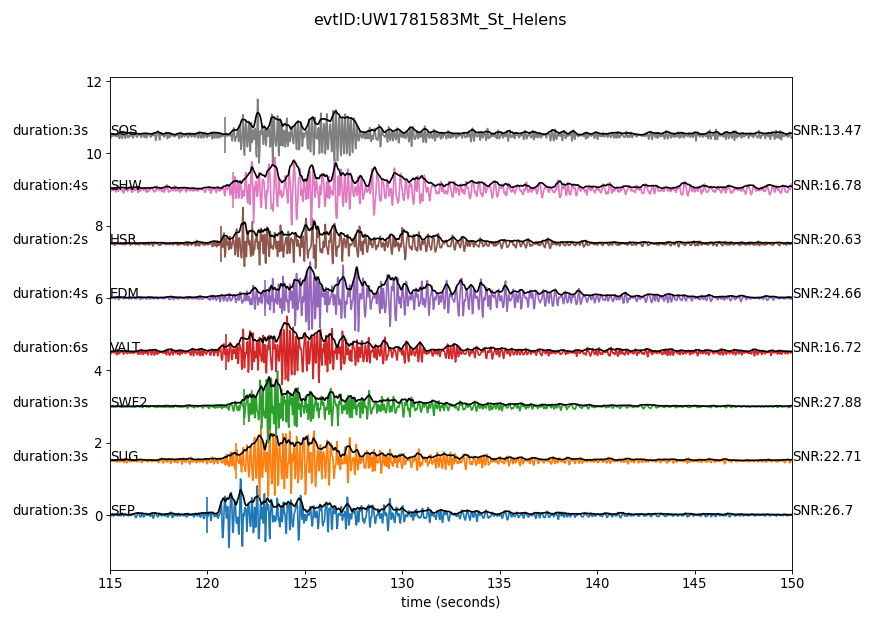 evtID:UW1781583Mt_St_Helens
12
duration:3s SOS SNR:13.47
10
duration:4s SHW SNR:16.78
8
duration:2s HSR SNR:20.63
duration:4s EDM SNR:24.66
6
duration:6s VALT SNR:16.72
4
duration:3s SWF2 SNR:27.88
2
duration:3s SUG SNR:22.71
duration:3s SEP SNR:26.7
0
115 120 125 130 135 140 145 150
time (seconds)